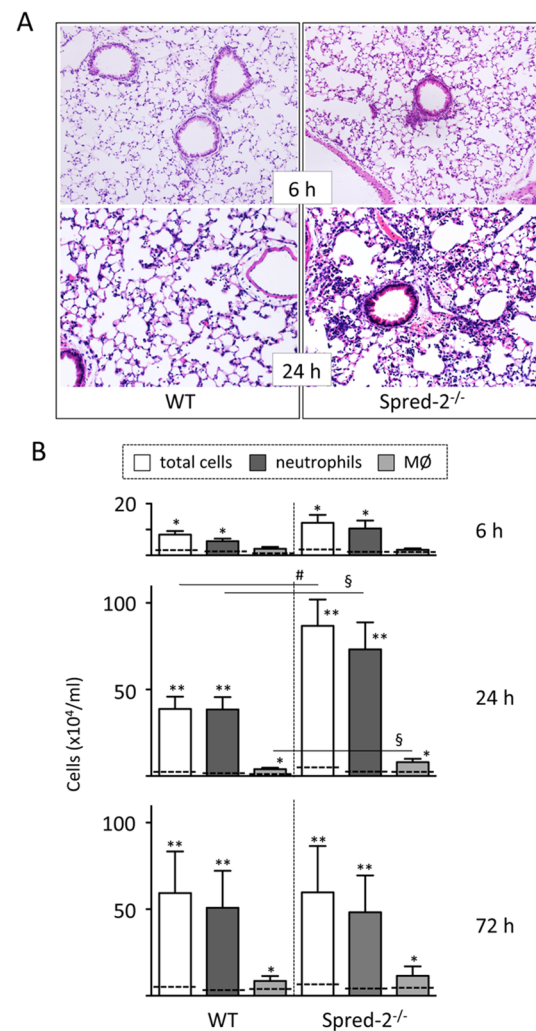 A
6 h
24 h
WT Spred-2⁻/⁻
B
total cells neutrophils MØ
20
0
* * * *
6 h
# §
100
50
** ** * ** ** *
§
24 h
Cells (x10⁴/ml)
100
50
** ** * ** ** *
72 h
WT Spred-2⁻/⁻